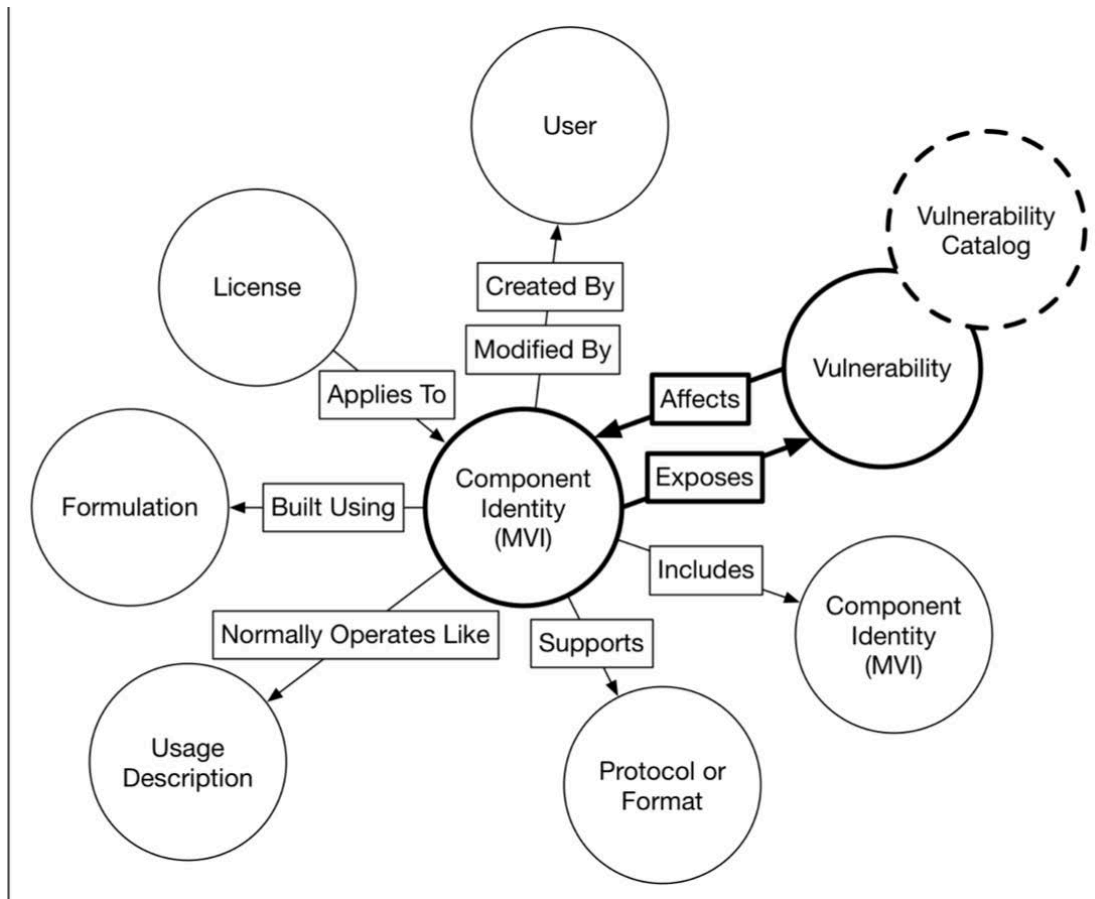 User
Vulnerability
Catalog
License
Created By
Modified By
Vulnerability
Applies To
Affects
Formulation
Built Using
Component
Identity
(MVI)
Exposes
Includes
Component
Identity
(MVI)
Normally Operates Like
Supports
Usage
Description
Protocol or
Format